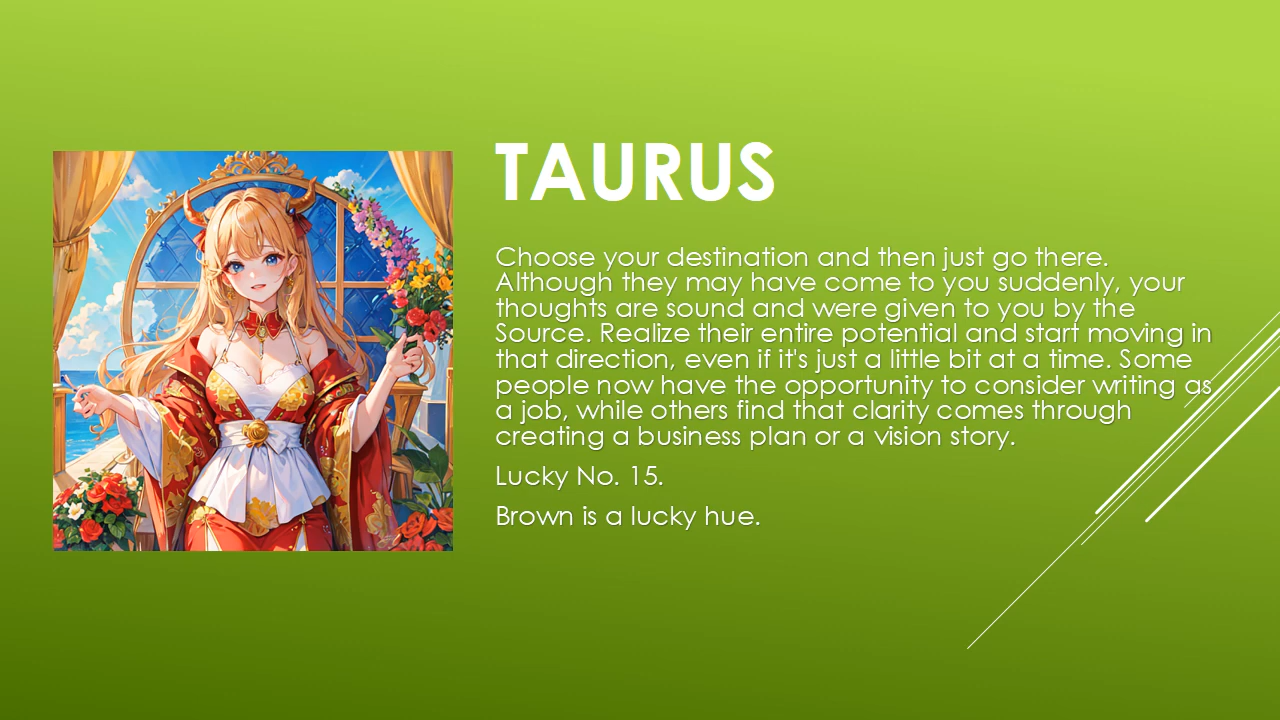 TAURUS
Choose your destination and then just go there.
Although they may have come to you suddenly, your
thoughts are sound and were given to you by the
Source. Realize their entire potential and start moving in
that direction, even if it's just a little bit at a time. Some
people now have the opportunity to consider writing as
a job, while others find that clarity comes through
creating a business plan or a vision story.
Lucky No. 15.
Brown is a lucky hue.